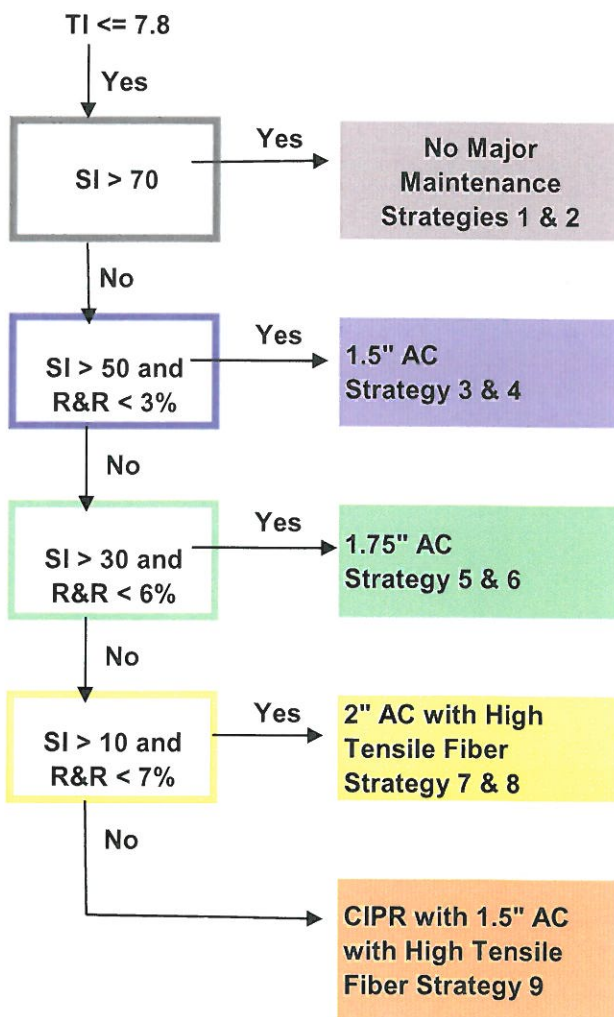 TI <= 7.8
Yes
SI > 70
Yes
No Major
Maintenance
Strategies 1 & 2
No
SI > 50 and
R&R < 3%
Yes
1.5" AC
Strategy 3 & 4
No
SI > 30 and
R&R < 6%
Yes
1.75" AC
Strategy 5 & 6
No
SI > 10 and
R&R < 7%
Yes
2" AC with High
Tensile Fiber
Strategy 7 & 8
No
CIPR with 1.5" AC
with High Tensile
Fiber Strategy 9